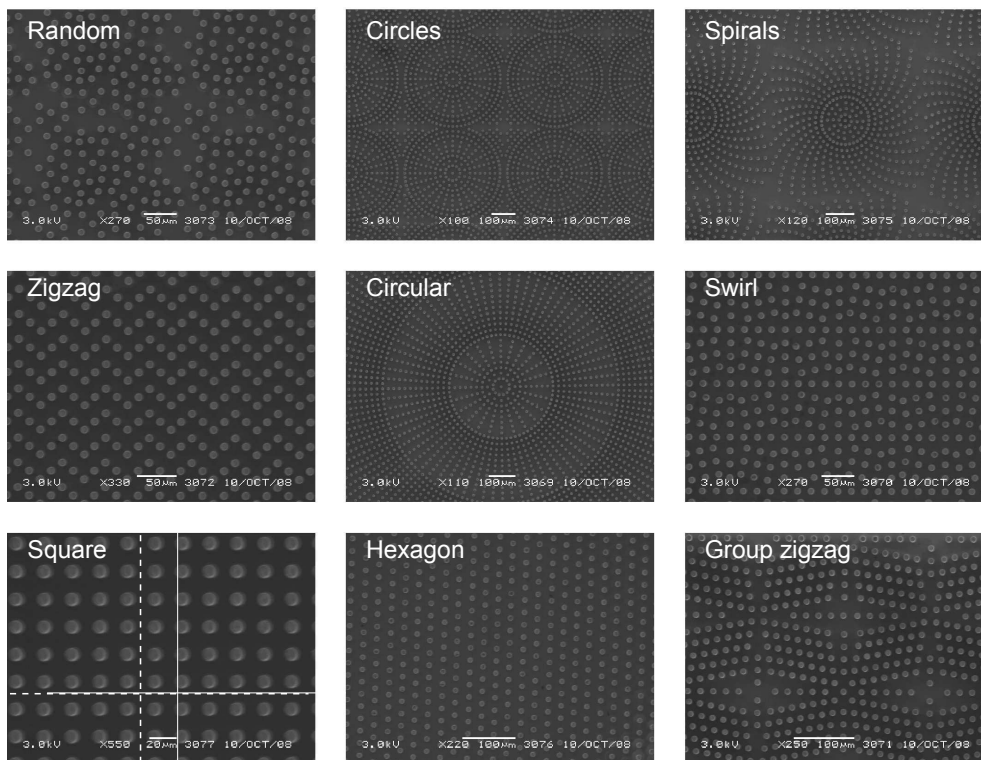 Random
3.0kV X270 50μm 3073 10/OCT/08
Circles
3.0kV X100 100μm 3074 10/OCT/08
Spirals
3.0kV X120 100μm 3075 10/OCT/08
Zigzag
3.0kV X330 50μm 3072 10/OCT/08
Circular
3.0kV X110 100μm 3069 10/OCT/08
Swirl
3.0kV X270 50μm 3070 10/OCT/08
Square
3.0kV X550 20μm 3077 10/OCT/08
Hexagon
3.0kV X220 100μm 3076 10/OCT/08
Group zigzag
3.0kV X250 100μm 3071 10/OCT/08